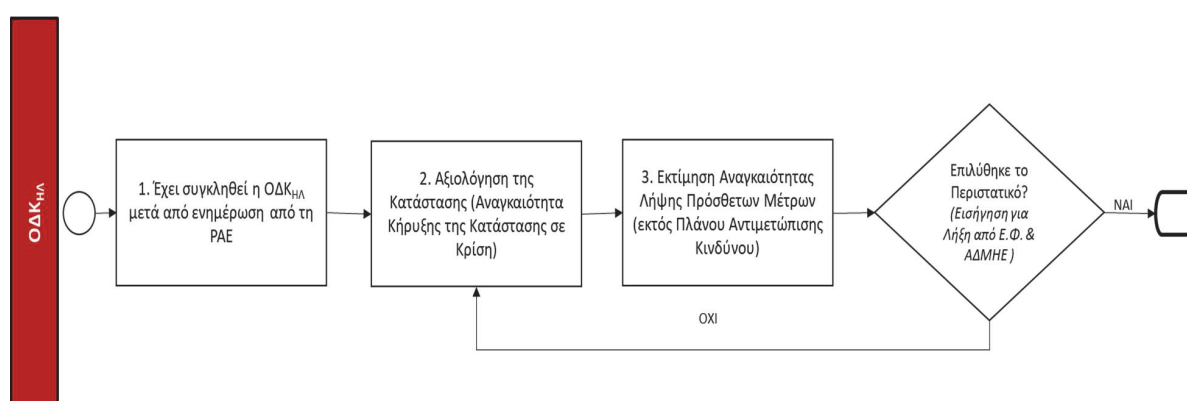 ΟΔΚΗΛ
1. Έχει συγκληθεί η ΟΔΚΗΛ
μετά από ενημέρωση από τη
ΡΑΕ
2. Αξιολόγηση της
Κατάστασης (Αναγκαιότητα
Κήρυξης της Κατάστασης σε
Κρίση)
3. Εκτίμηση Αναγκαιότητας
Λήψης Πρόσθετων Μέτρων
(εκτός Πλάνου Αντιμετώπισης
Κινδύνου)
Επιλύθηκε το
Περιστατικό?
(Εισήγηση για
Λήξη από Ε.Φ. &
ΑΔΜΗΕ )
ΝΑΙ
ΟΧΙ